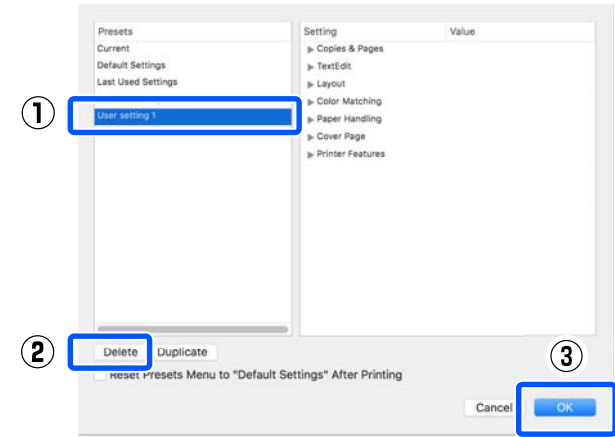 Presets
Setting Value
Current
Default Settings
Last Used Settings
① User setting 1
Copies & Pages
TextEdit
Layout
Color Matching
Paper Handling
Cover Page
Printer Features
② Delete Duplicate
③
Reset Presets Menu to "Default Settings" After Printing
Cancel OK